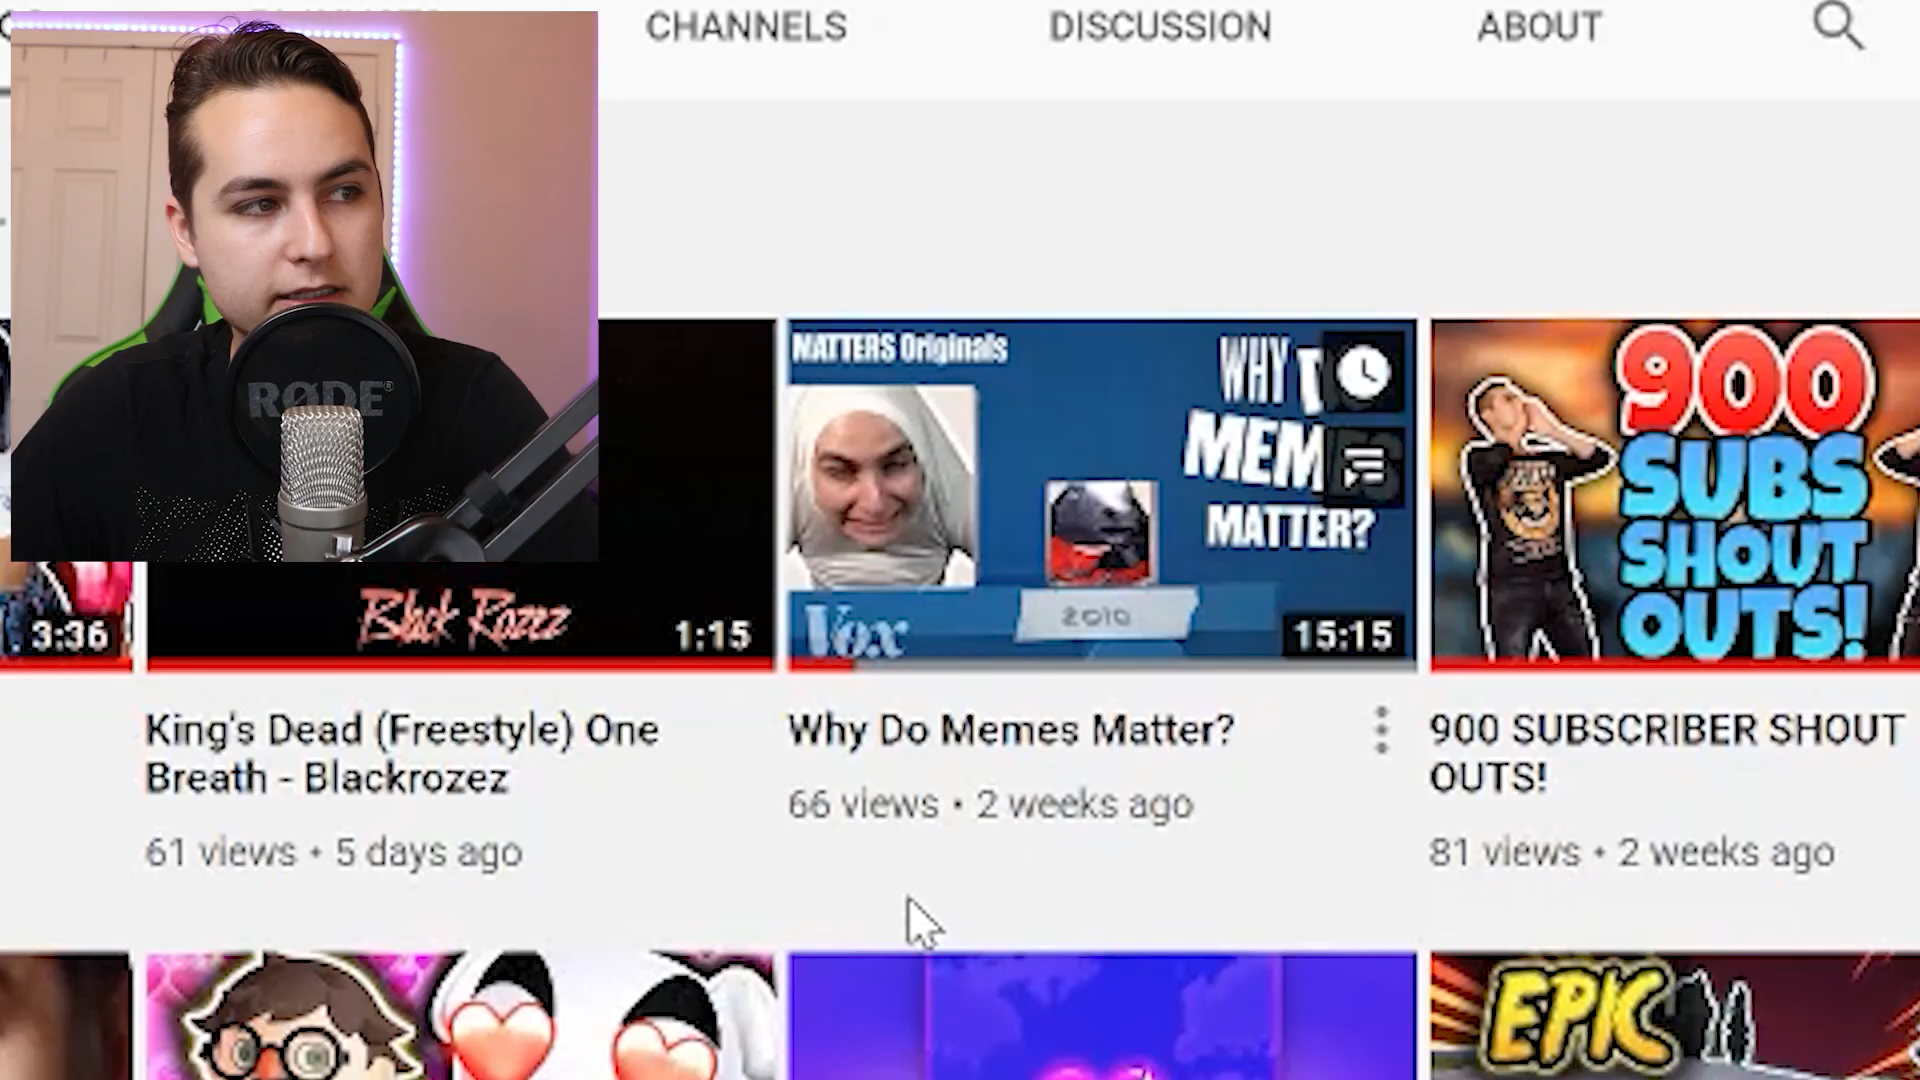 CHANNELS
DISCUSSION
ABOUT
RØDE®
MATTERS Originals
WHY
MEM
MATTER?
2010
Vox
15:15
900
SUBS
SHOUT
OUTS!
Black Rozez
3:36
1:15
King's Dead (Freestyle) One
Breath - Blackrozez
61 views • 5 days ago
Why Do Memes Matter?
66 views • 2 weeks ago
900 SUBSCRIBER SHOUT
OUTS!
81 views • 2 weeks ago
EPIC